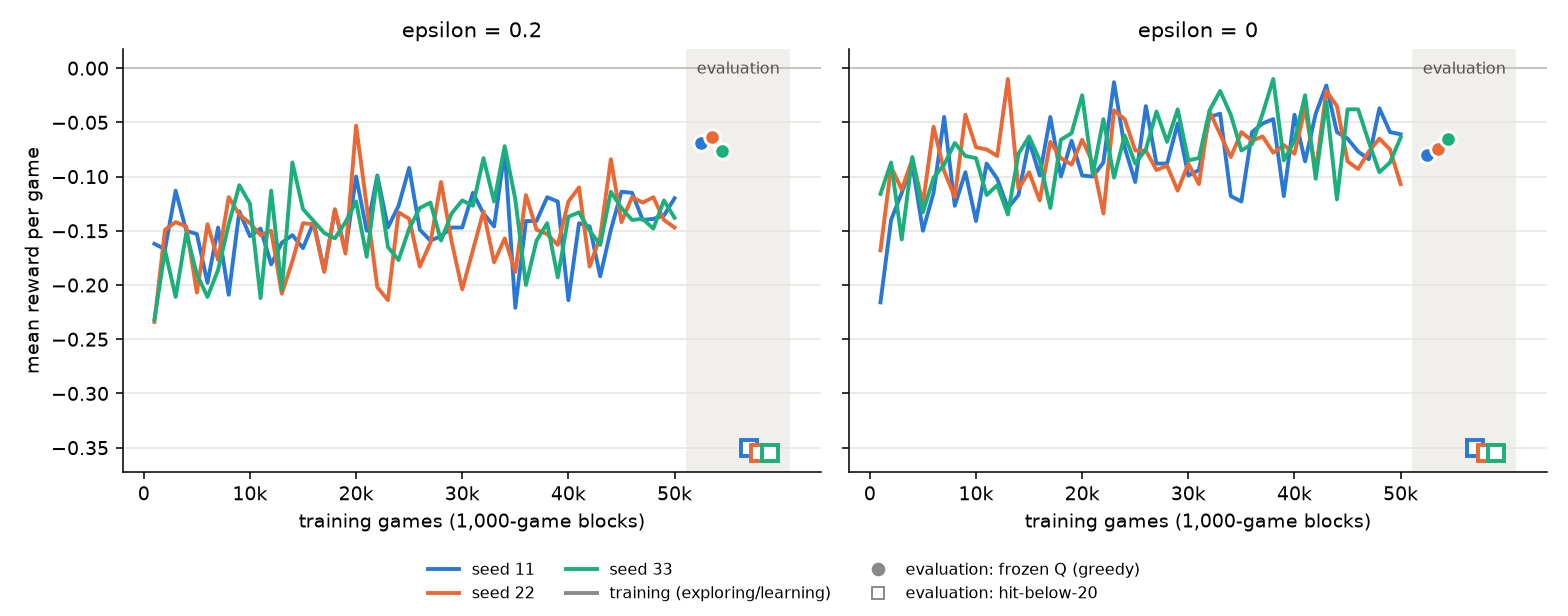 epsilon = 0.2
epsilon = 0
evaluation
evaluation
mean reward per game
0.00
−0.05
−0.10
−0.15
−0.20
−0.25
−0.30
−0.35
0 10k 20k 30k 40k 50k
0 10k 20k 30k 40k 50k
training games (1,000-game blocks)
training games (1,000-game blocks)
seed 11
seed 22
seed 33
training (exploring/learning)
evaluation: frozen Q (greedy)
evaluation: hit-below-20